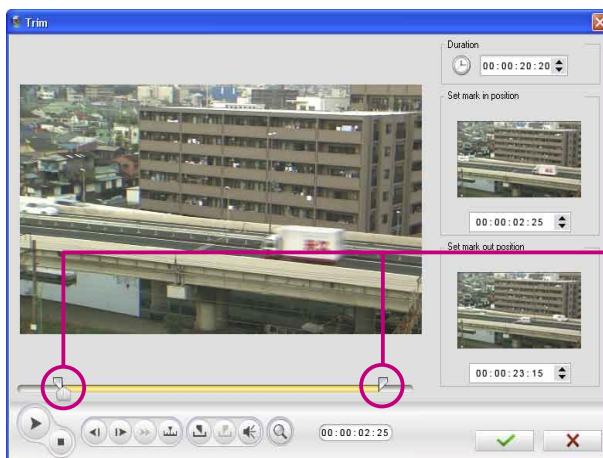 Trim
Duration
00:00:20:20
Set mark in position
00:00:02:25
Set mark out position
00:00:23:15
00:00:02:25